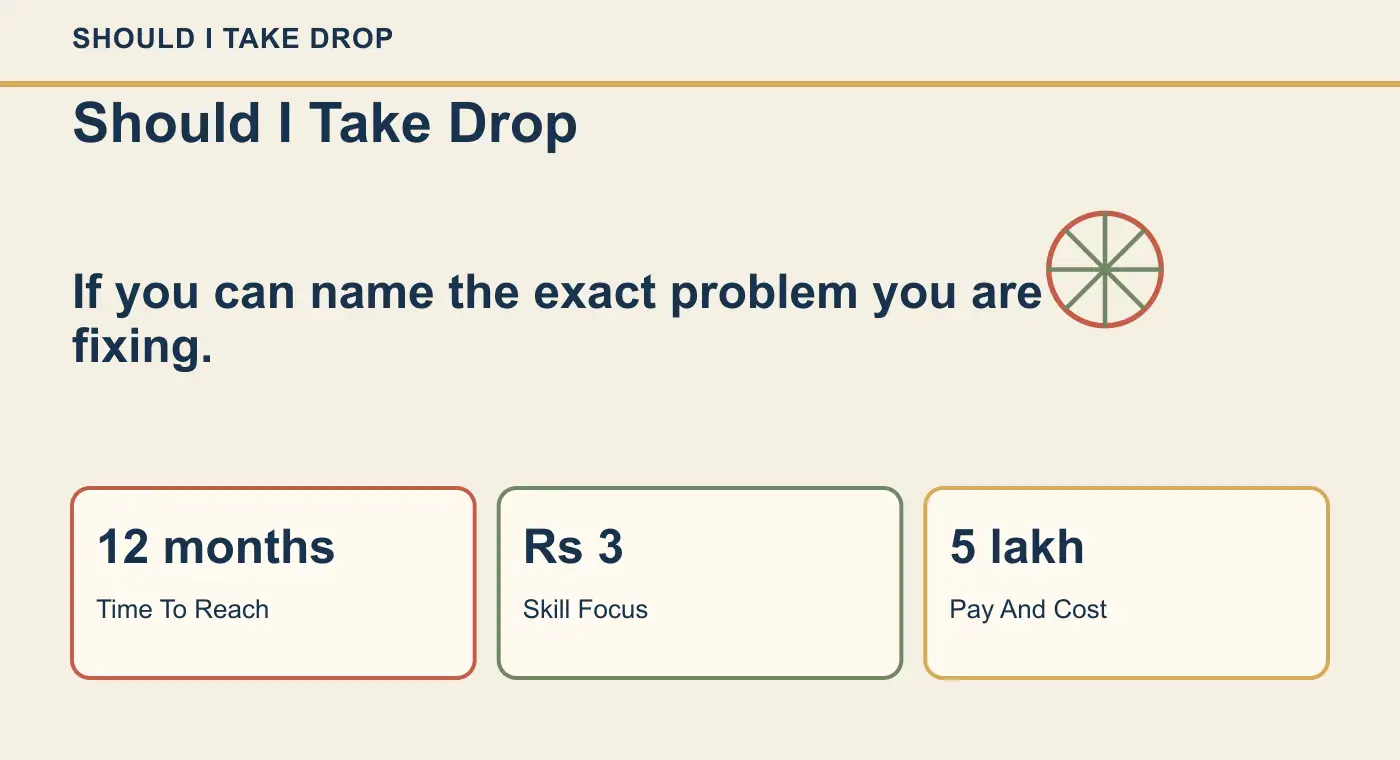 SHOULD I TAKE DROP
Should I Take Drop
If you can name the exact problem you are
fixing.
12 months
Time To Reach
Rs 3
Skill Focus
5 lakh
Pay And Cost